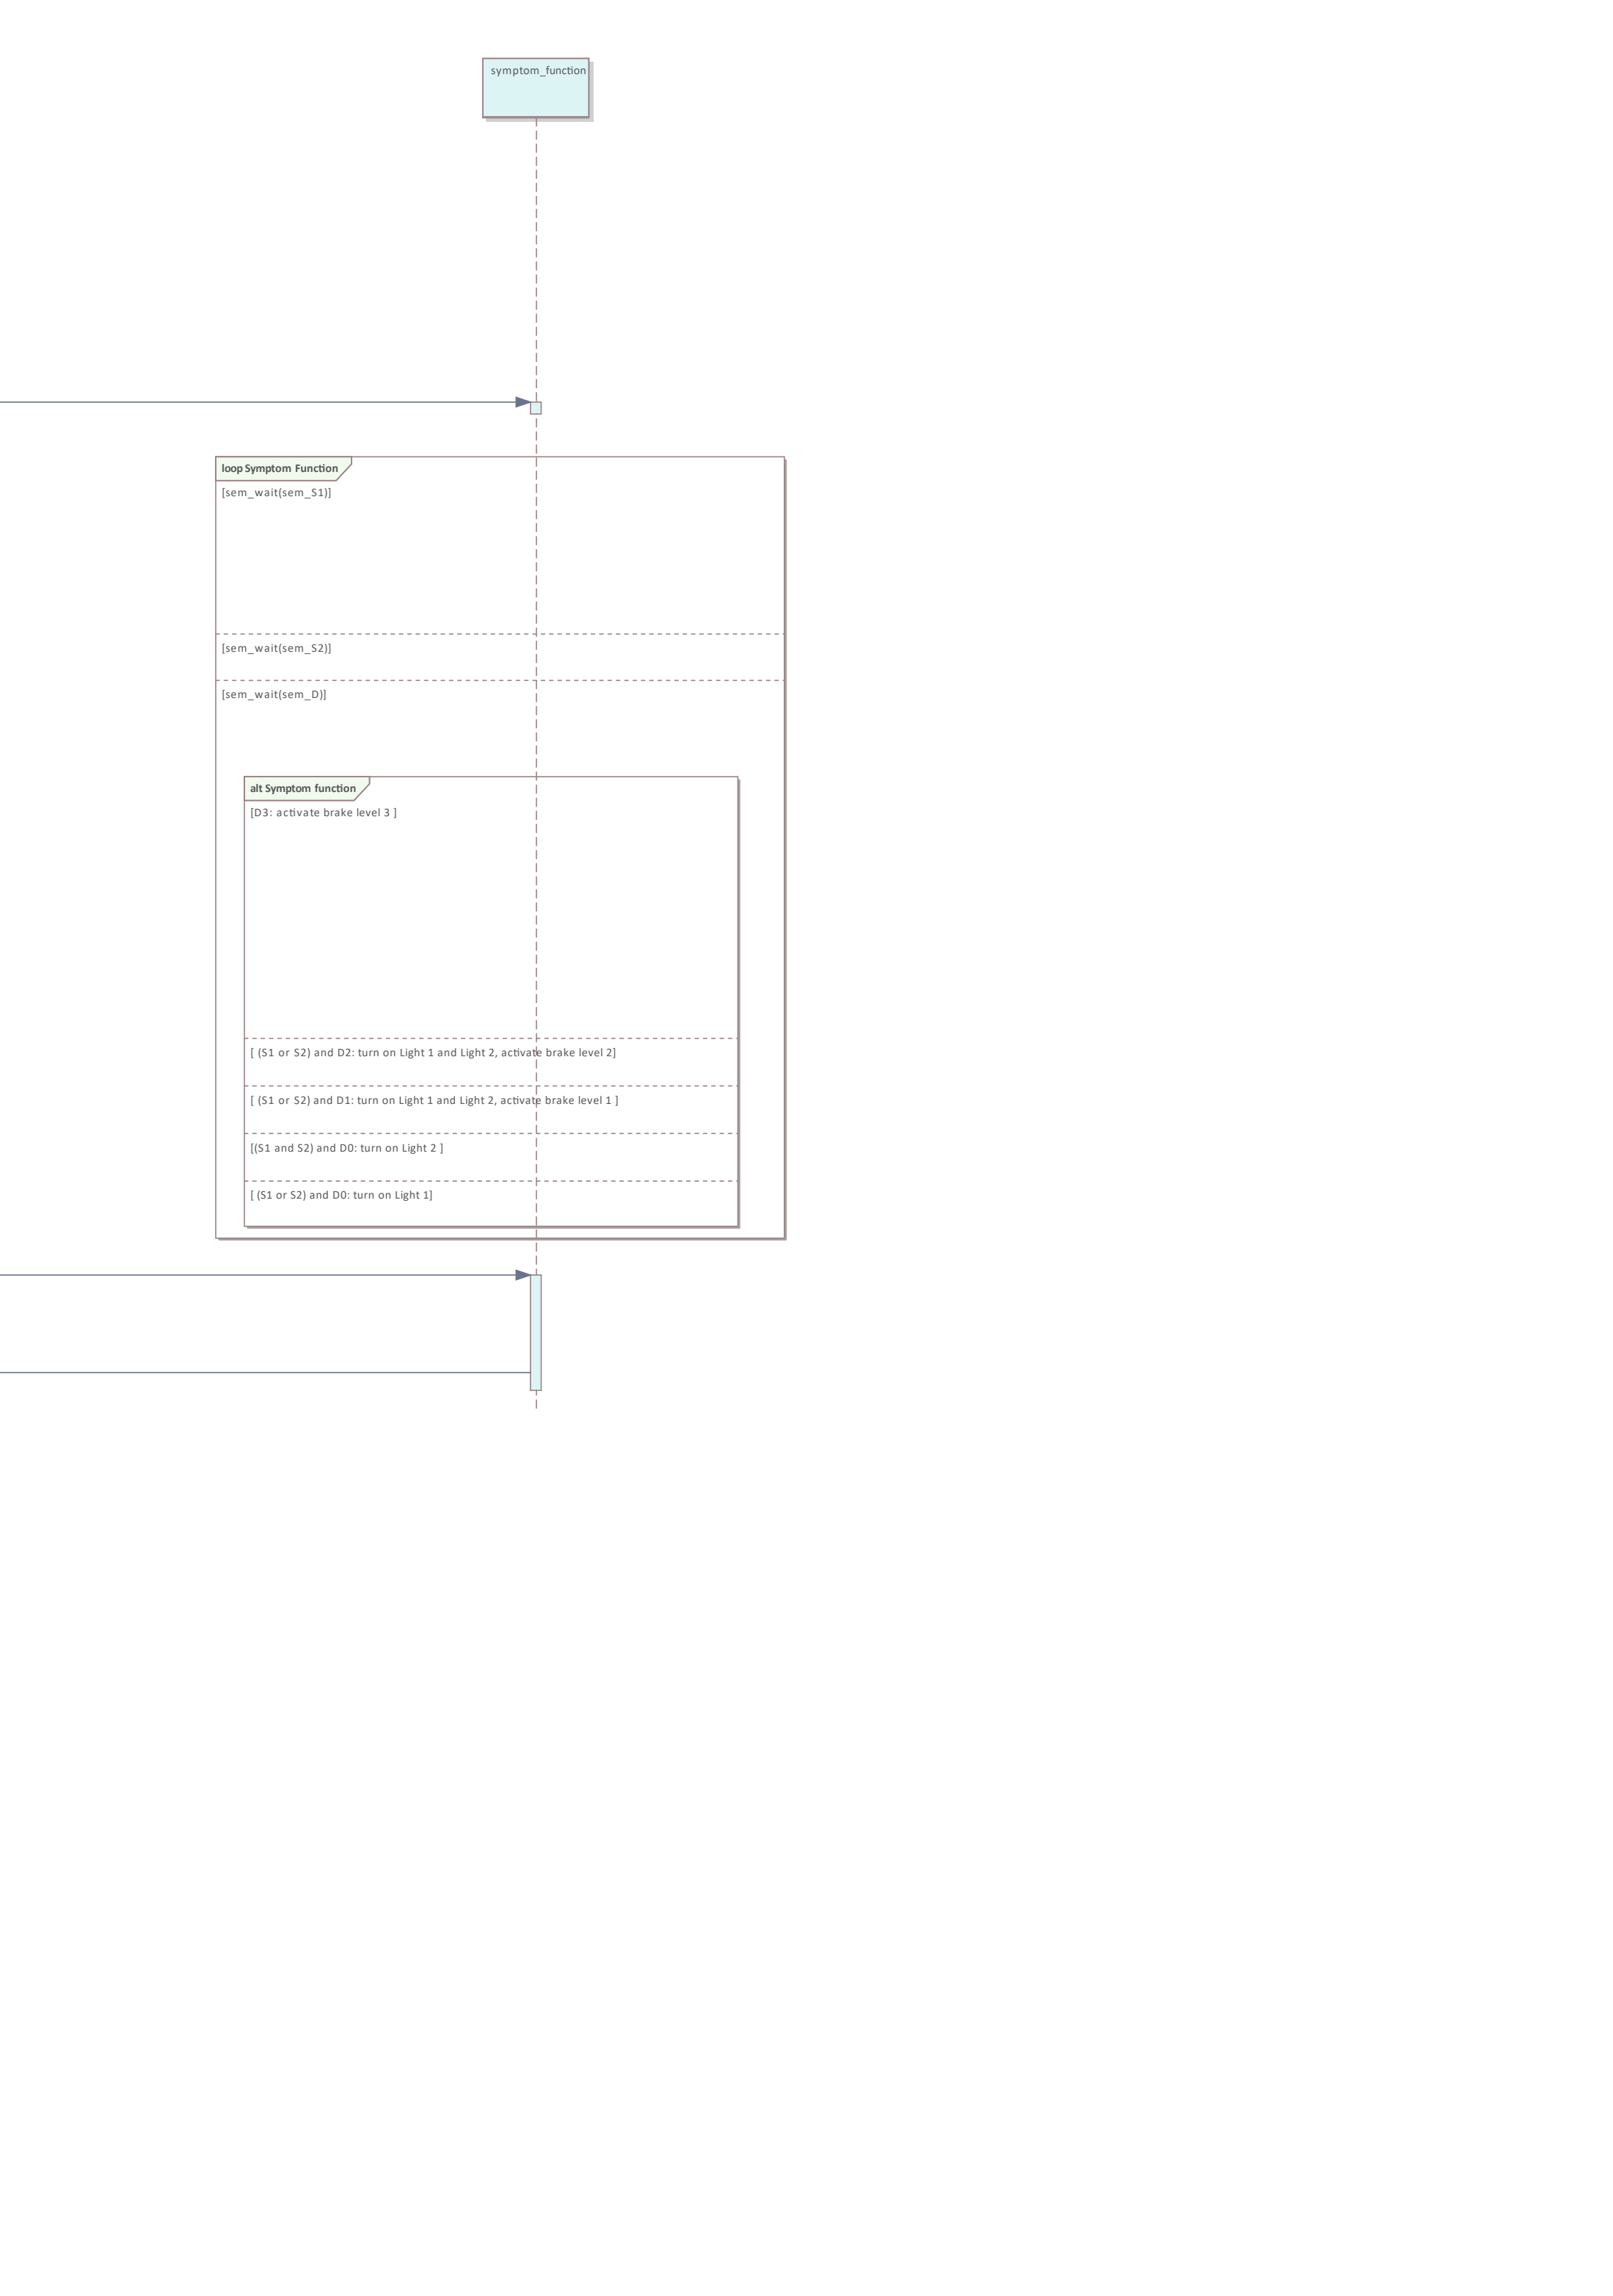 symptom_function
loop Symptom Function
[sem_wait(sem_S1)]
[sem_wait(sem_S2)]
[sem_wait(sem_D)]
alt Symptom function
[D3: activate brake level 3 ]
[ (S1 or S2) and D2: turn on Light 1 and Light 2, activate brake level 2]
[ (S1 or S2) and D1: turn on Light 1 and Light 2, activate brake level 1 ]
[(S1 and S2) and D0: turn on Light 2 ]
[ (S1 or S2) and D0: turn on Light 1]